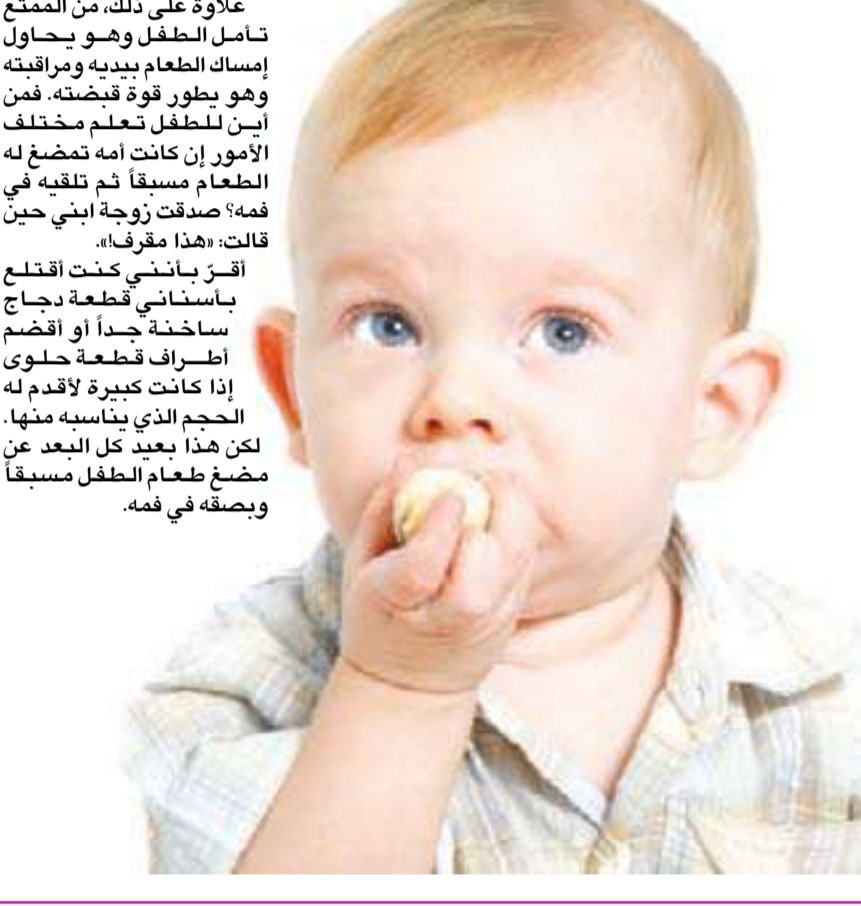 علاوة على ذلك، من الممتع
تأمل الطفل وهو يحاول
إمساك الطعام بيديه ومراقبته
وهو يطور قوة قبضته. فمن
أين للطفل تعلم مختلف
الأمور إن كانت أمه تمضغ له
الطعام مسبقاً ثم تلقيه في
فمه؟ صدقت زوجة ابني حين
قالت: «هذا مقرف!».
أقرّ بأنني كنت أقتلع
بأسناني قطعة دجاج
ساخنة جداً أو أقضم
أطراف قطعة حلوى
إذا كانت كبيرة لأقدم له
الحجم الذي يناسبه منها.
لكن هذا بعيد كل البعد عن
مضغ طعام الطفل مسبقاً
وبصقه في فمه.